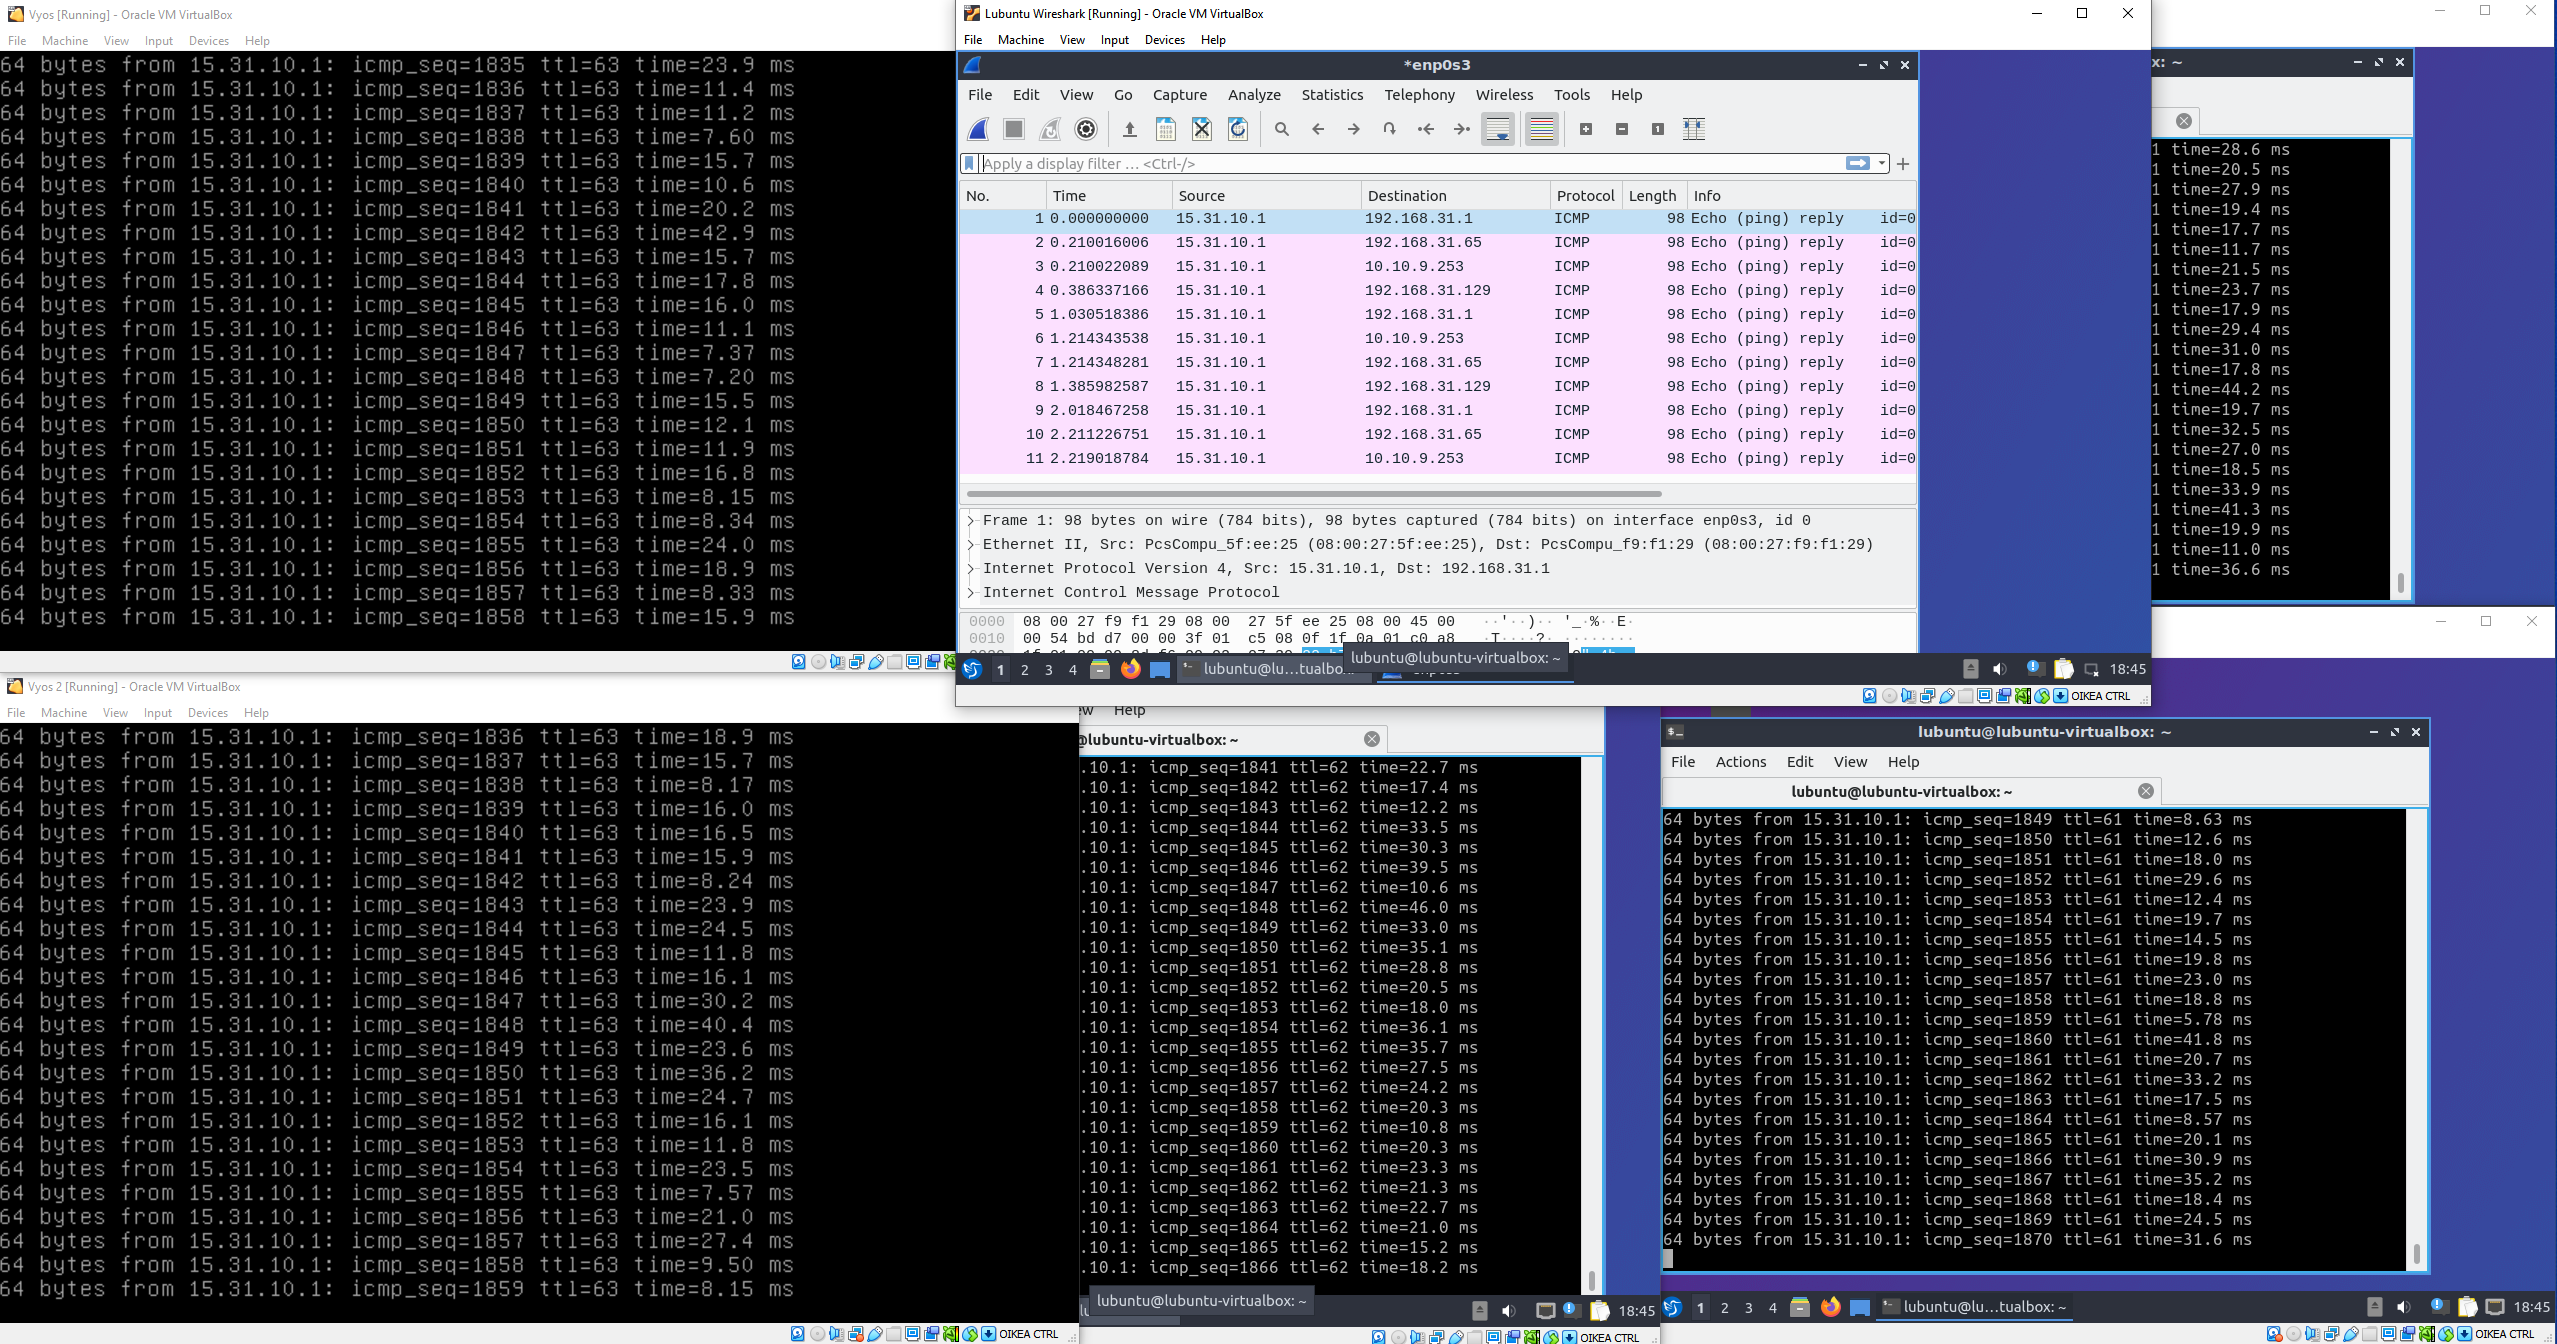 Vyos [Running] - Oracle VM VirtualBox
File Machine View Input Devices Help
64 bytes from 15.31.10.1: icmp_seq=1835 ttl=63 time=23.9 ms
64 bytes from 15.31.10.1: icmp_seq=1836 ttl=63 time=11.4 ms
64 bytes from 15.31.10.1: icmp_seq=1837 ttl=63 time=11.2 ms
64 bytes from 15.31.10.1: icmp_seq=1838 ttl=63 time=7.60 ms
64 bytes from 15.31.10.1: icmp_seq=1839 ttl=63 time=15.7 ms
64 bytes from 15.31.10.1: icmp_seq=1840 ttl=63 time=10.6 ms
64 bytes from 15.31.10.1: icmp_seq=1841 ttl=63 time=20.2 ms
64 bytes from 15.31.10.1: icmp_seq=1842 ttl=63 time=42.9 ms
64 bytes from 15.31.10.1: icmp_seq=1843 ttl=63 time=15.7 ms
64 bytes from 15.31.10.1: icmp_seq=1844 ttl=63 time=17.8 ms
64 bytes from 15.31.10.1: icmp_seq=1845 ttl=63 time=16.0 ms
64 bytes from 15.31.10.1: icmp_seq=1846 ttl=63 time=11.1 ms
64 bytes from 15.31.10.1: icmp_seq=1847 ttl=63 time=7.37 ms
64 bytes from 15.31.10.1: icmp_seq=1848 ttl=63 time=7.20 ms
64 bytes from 15.31.10.1: icmp_seq=1849 ttl=63 time=15.5 ms
64 bytes from 15.31.10.1: icmp_seq=1850 ttl=63 time=12.1 ms
64 bytes from 15.31.10.1: icmp_seq=1851 ttl=63 time=11.9 ms
64 bytes from 15.31.10.1: icmp_seq=1852 ttl=63 time=16.8 ms
64 bytes from 15.31.10.1: icmp_seq=1853 ttl=63 time=8.15 ms
64 bytes from 15.31.10.1: icmp_seq=1854 ttl=63 time=8.34 ms
64 bytes from 15.31.10.1: icmp_seq=1855 ttl=63 time=24.0 ms
64 bytes from 15.31.10.1: icmp_seq=1856 ttl=63 time=18.9 ms
64 bytes from 15.31.10.1: icmp_seq=1857 ttl=63 time=8.33 ms
64 bytes from 15.31.10.1: icmp_seq=1858 ttl=63 time=15.9 ms
Lubuntu Wireshark [Running] - Oracle VM VirtualBox
File Machine View Input Devices Help
*enp0s3
File Edit View Go Capture Analyze Statistics Telephony Wireless Tools Help
Apply a display filter … <Ctrl-/>
No. Time Source Destination Protocol Length Info
1 0.000000000 15.31.10.1 192.168.31.1 ICMP 98 Echo (ping) reply id=0
2 0.210016006 15.31.10.1 192.168.31.65 ICMP 98 Echo (ping) reply id=0
3 0.210022089 15.31.10.1 10.10.9.253 ICMP 98 Echo (ping) reply id=0
4 0.386337166 15.31.10.1 192.168.31.129 ICMP 98 Echo (ping) reply id=0
5 1.030518386 15.31.10.1 192.168.31.1 ICMP 98 Echo (ping) reply id=0
6 1.214343538 15.31.10.1 10.10.9.253 ICMP 98 Echo (ping) reply id=0
7 1.214348281 15.31.10.1 192.168.31.65 ICMP 98 Echo (ping) reply id=0
8 1.385982587 15.31.10.1 192.168.31.129 ICMP 98 Echo (ping) reply id=0
9 2.018467258 15.31.10.1 192.168.31.1 ICMP 98 Echo (ping) reply id=0
10 2.211226751 15.31.10.1 192.168.31.65 ICMP 98 Echo (ping) reply id=0
11 2.219018784 15.31.10.1 10.10.9.253 ICMP 98 Echo (ping) reply id=0
Frame 1: 98 bytes on wire (784 bits), 98 bytes captured (784 bits) on interface enp0s3, id 0
Ethernet II, Src: PcsCompu_5f:ee:25 (08:00:27:5f:ee:25), Dst: PcsCompu_f9:f1:29 (08:00:27:f9:f1:29)
Internet Protocol Version 4, Src: 15.31.10.1, Dst: 192.168.31.1
Internet Control Message Protocol
0000 08 00 27 f9 f1 29 08 00 27 5f ee 25 08 00 45 00 ··'··)·· '_·%··E·
0010 00 54 bd d7 00 00 3f 01 c5 08 0f 1f 0a 01 c0 a8 ·T····?· ········
lubuntu@lubuntu-virtualbox: ~
1 2 3 4 lubuntu@lu…tualbox: 18:45
OIKEA CTRL
x: ~
1 time=28.6 ms
1 time=20.5 ms
1 time=27.9 ms
1 time=19.4 ms
1 time=17.7 ms
1 time=11.7 ms
1 time=21.5 ms
1 time=23.7 ms
1 time=17.9 ms
1 time=29.4 ms
1 time=31.0 ms
1 time=17.8 ms
1 time=44.2 ms
1 time=19.7 ms
1 time=32.5 ms
1 time=27.0 ms
1 time=18.5 ms
1 time=33.9 ms
1 time=41.3 ms
1 time=19.9 ms
1 time=11.0 ms
1 time=36.6 ms
Vyos 2 [Running] - Oracle VM VirtualBox
File Machine View Input Devices Help
64 bytes from 15.31.10.1: icmp_seq=1836 ttl=63 time=18.9 ms
64 bytes from 15.31.10.1: icmp_seq=1837 ttl=63 time=15.7 ms
64 bytes from 15.31.10.1: icmp_seq=1838 ttl=63 time=8.17 ms
64 bytes from 15.31.10.1: icmp_seq=1839 ttl=63 time=16.0 ms
64 bytes from 15.31.10.1: icmp_seq=1840 ttl=63 time=16.5 ms
64 bytes from 15.31.10.1: icmp_seq=1841 ttl=63 time=15.9 ms
64 bytes from 15.31.10.1: icmp_seq=1842 ttl=63 time=8.24 ms
64 bytes from 15.31.10.1: icmp_seq=1843 ttl=63 time=23.9 ms
64 bytes from 15.31.10.1: icmp_seq=1844 ttl=63 time=24.5 ms
64 bytes from 15.31.10.1: icmp_seq=1845 ttl=63 time=11.8 ms
64 bytes from 15.31.10.1: icmp_seq=1846 ttl=63 time=16.1 ms
64 bytes from 15.31.10.1: icmp_seq=1847 ttl=63 time=30.2 ms
64 bytes from 15.31.10.1: icmp_seq=1848 ttl=63 time=40.4 ms
64 bytes from 15.31.10.1: icmp_seq=1849 ttl=63 time=23.6 ms
64 bytes from 15.31.10.1: icmp_seq=1850 ttl=63 time=36.2 ms
64 bytes from 15.31.10.1: icmp_seq=1851 ttl=63 time=24.7 ms
64 bytes from 15.31.10.1: icmp_seq=1852 ttl=63 time=16.1 ms
64 bytes from 15.31.10.1: icmp_seq=1853 ttl=63 time=11.8 ms
64 bytes from 15.31.10.1: icmp_seq=1854 ttl=63 time=23.5 ms
64 bytes from 15.31.10.1: icmp_seq=1855 ttl=63 time=7.57 ms
64 bytes from 15.31.10.1: icmp_seq=1856 ttl=63 time=21.0 ms
64 bytes from 15.31.10.1: icmp_seq=1857 ttl=63 time=27.4 ms
64 bytes from 15.31.10.1: icmp_seq=1858 ttl=63 time=9.50 ms
64 bytes from 15.31.10.1: icmp_seq=1859 ttl=63 time=8.15 ms
OIKEA CTRL
ew Help
@lubuntu-virtualbox: ~
.10.1: icmp_seq=1841 ttl=62 time=22.7 ms
.10.1: icmp_seq=1842 ttl=62 time=17.4 ms
.10.1: icmp_seq=1843 ttl=62 time=12.2 ms
.10.1: icmp_seq=1844 ttl=62 time=33.5 ms
.10.1: icmp_seq=1845 ttl=62 time=30.3 ms
.10.1: icmp_seq=1846 ttl=62 time=39.5 ms
.10.1: icmp_seq=1847 ttl=62 time=10.6 ms
.10.1: icmp_seq=1848 ttl=62 time=46.0 ms
.10.1: icmp_seq=1849 ttl=62 time=33.0 ms
.10.1: icmp_seq=1850 ttl=62 time=35.1 ms
.10.1: icmp_seq=1851 ttl=62 time=28.8 ms
.10.1: icmp_seq=1852 ttl=62 time=20.5 ms
.10.1: icmp_seq=1853 ttl=62 time=18.0 ms
.10.1: icmp_seq=1854 ttl=62 time=36.1 ms
.10.1: icmp_seq=1855 ttl=62 time=35.7 ms
.10.1: icmp_seq=1856 ttl=62 time=27.5 ms
.10.1: icmp_seq=1857 ttl=62 time=24.2 ms
.10.1: icmp_seq=1858 ttl=62 time=20.3 ms
.10.1: icmp_seq=1859 ttl=62 time=10.8 ms
.10.1: icmp_seq=1860 ttl=62 time=20.3 ms
.10.1: icmp_seq=1861 ttl=62 time=23.3 ms
.10.1: icmp_seq=1862 ttl=62 time=21.3 ms
.10.1: icmp_seq=1863 ttl=62 time=22.7 ms
.10.1: icmp_seq=1864 ttl=62 time=21.0 ms
.10.1: icmp_seq=1865 ttl=62 time=15.2 ms
.10.1: icmp_seq=1866 ttl=62 time=18.2 ms
lubuntu@lubuntu-virtualbox: ~
18:45
OIKEA CTRL
lubuntu@lubuntu-virtualbox: ~
File Actions Edit View Help
lubuntu@lubuntu-virtualbox: ~
64 bytes from 15.31.10.1: icmp_seq=1849 ttl=61 time=8.63 ms
64 bytes from 15.31.10.1: icmp_seq=1850 ttl=61 time=12.6 ms
64 bytes from 15.31.10.1: icmp_seq=1851 ttl=61 time=18.0 ms
64 bytes from 15.31.10.1: icmp_seq=1852 ttl=61 time=29.6 ms
64 bytes from 15.31.10.1: icmp_seq=1853 ttl=61 time=12.4 ms
64 bytes from 15.31.10.1: icmp_seq=1854 ttl=61 time=19.7 ms
64 bytes from 15.31.10.1: icmp_seq=1855 ttl=61 time=14.5 ms
64 bytes from 15.31.10.1: icmp_seq=1856 ttl=61 time=19.8 ms
64 bytes from 15.31.10.1: icmp_seq=1857 ttl=61 time=23.0 ms
64 bytes from 15.31.10.1: icmp_seq=1858 ttl=61 time=18.8 ms
64 bytes from 15.31.10.1: icmp_seq=1859 ttl=61 time=5.78 ms
64 bytes from 15.31.10.1: icmp_seq=1860 ttl=61 time=41.8 ms
64 bytes from 15.31.10.1: icmp_seq=1861 ttl=61 time=20.7 ms
64 bytes from 15.31.10.1: icmp_seq=1862 ttl=61 time=33.2 ms
64 bytes from 15.31.10.1: icmp_seq=1863 ttl=61 time=17.5 ms
64 bytes from 15.31.10.1: icmp_seq=1864 ttl=61 time=8.57 ms
64 bytes from 15.31.10.1: icmp_seq=1865 ttl=61 time=20.1 ms
64 bytes from 15.31.10.1: icmp_seq=1866 ttl=61 time=30.9 ms
64 bytes from 15.31.10.1: icmp_seq=1867 ttl=61 time=35.2 ms
64 bytes from 15.31.10.1: icmp_seq=1868 ttl=61 time=18.4 ms
64 bytes from 15.31.10.1: icmp_seq=1869 ttl=61 time=24.5 ms
64 bytes from 15.31.10.1: icmp_seq=1870 ttl=61 time=31.6 ms
1 2 3 4 lubuntu@lu…tualbox: ~ 18:45
OIKEA CTRL